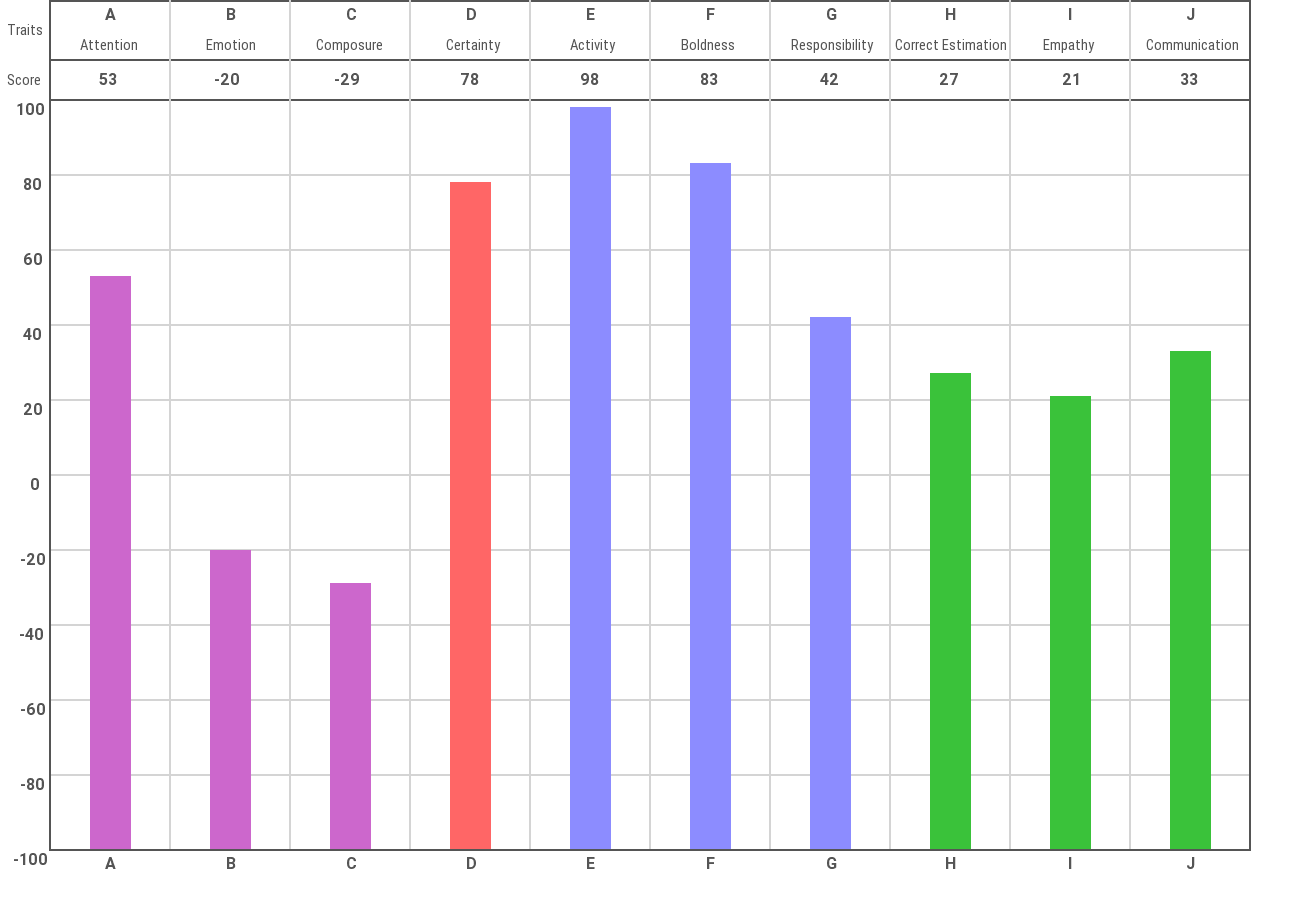 A B C D E F G H I J
Traits
Attention Emotion Composure Certainty Activity Boldness Responsibility Correct Estimation Empathy Communication
Score 53 -20 -29 78 98 83 42 27 21 33
100
80
60
40
20
0
-20
-40
-60
-80
-100
A B C D E F G H I J